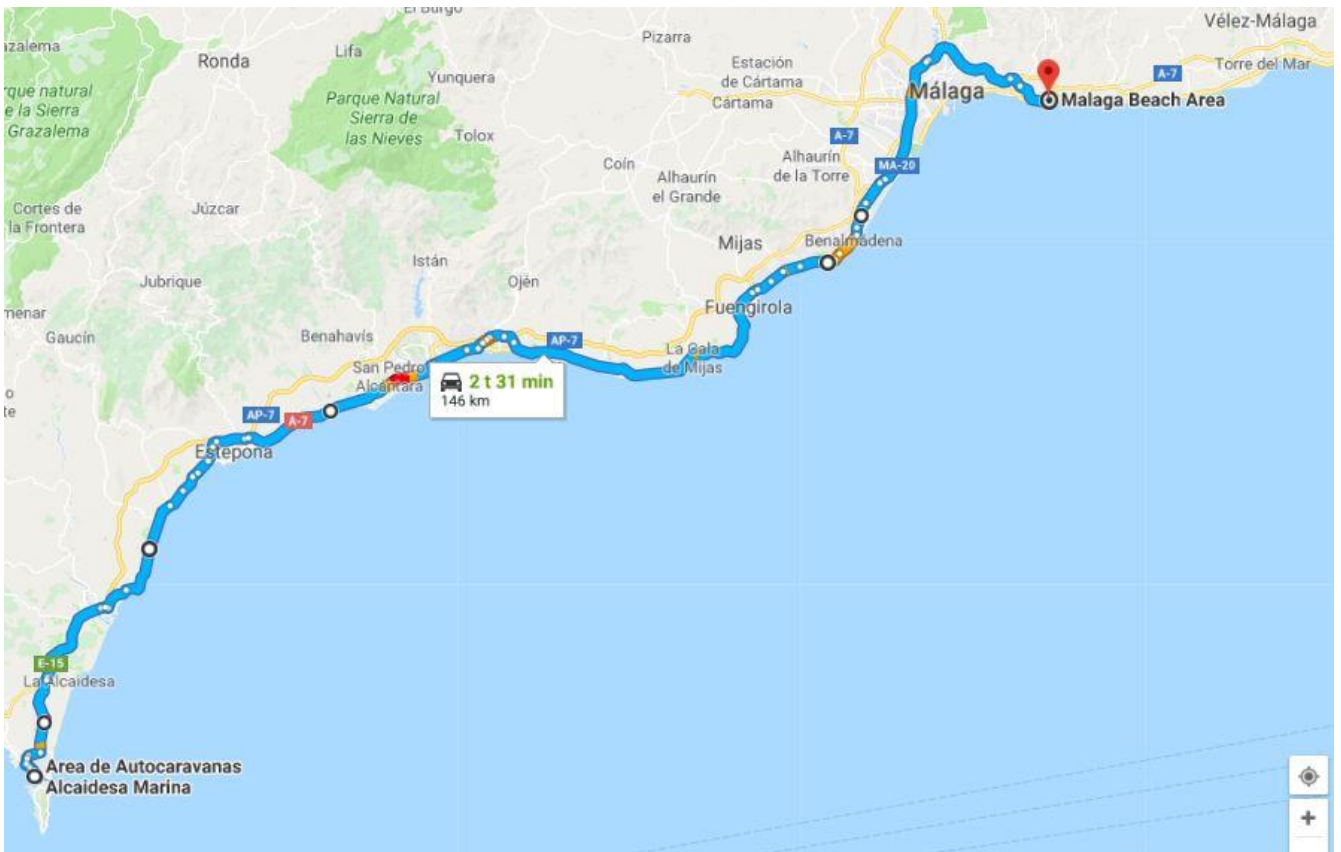 El Burgo
Vélez-Málaga
Pizarra
azalema
Lifa
Ronda
Estación
de Cártama
Torre del Mar
Yunquera
A-7
rque natural
e la Sierra
Grazalema
Parque Natural
Sierra de
las Nieves
Málaga
Cártama
Malaga Beach Area
Tolox
A-7
Coín
Alhaurín
de la Torre
MA-20
Alhaurín
el Grande
Cortes de
la Frontera
Júzcar
Mijas
Benalmádena
Istán
Ojén
Jubrique
menar
Fuengirola
Gaucín
Benahavís
AP-7
La Cala
de Mijas
San Pedro
Alcántara
2 t 31 min
146 km
o
te
AP-7
A-7
Estepona
E-15
La Alcaidesa
Area de Autocaravanas
Alcaidesa Marina
+